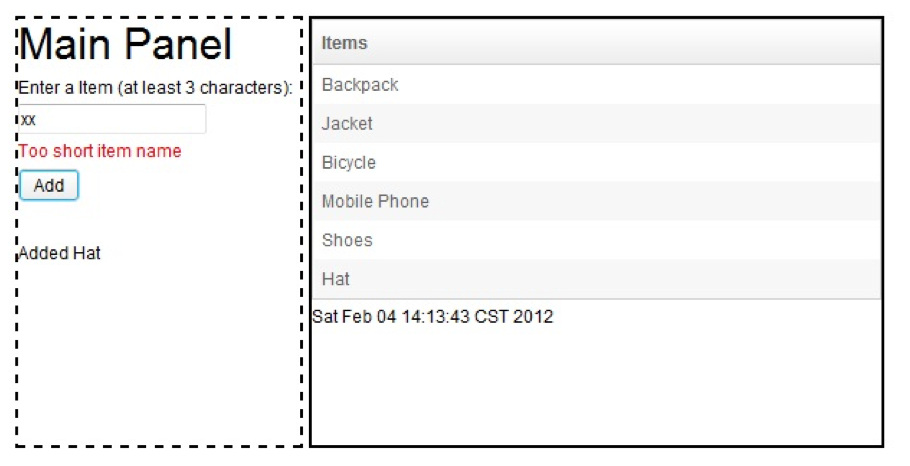 Main Panel
Enter a Item (at least 3 characters):
xx
Too short item name
Add
Added Hat
Items
Backpack
Jacket
Bicycle
Mobile Phone
Shoes
Hat
Sat Feb 04 14:13:43 CST 2012